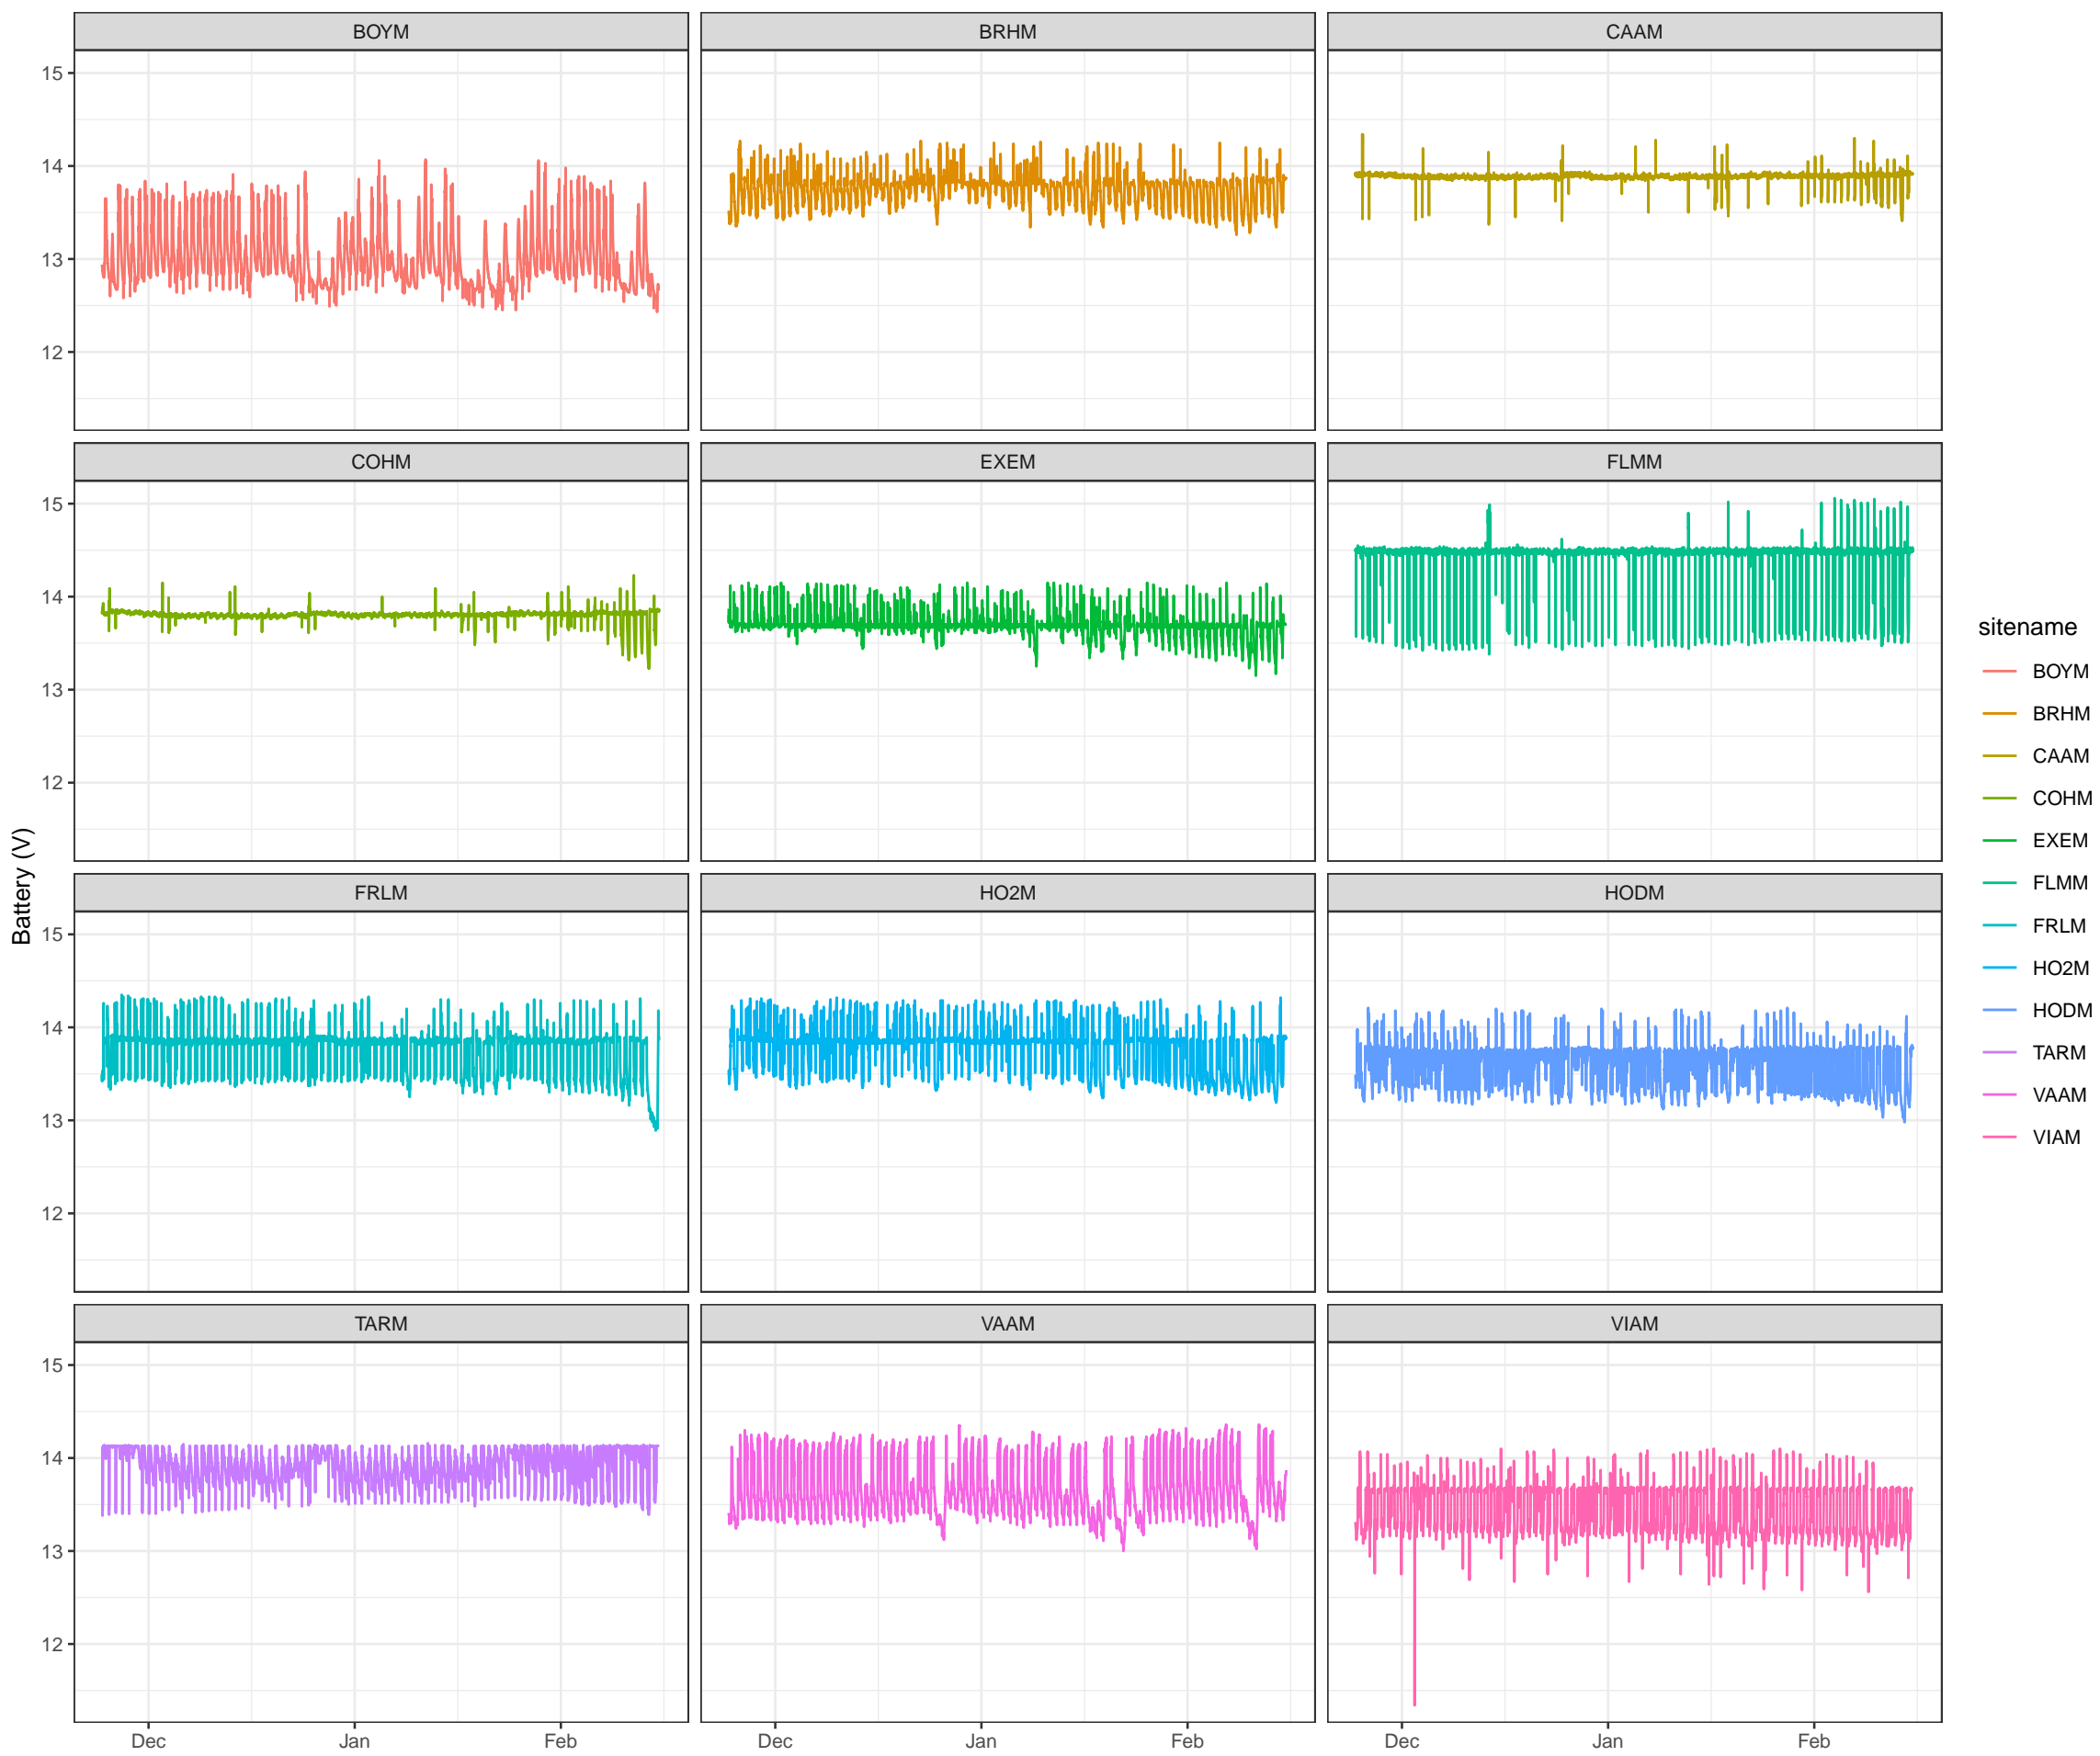 BOYM BRHM CAAM
15
14
13
12
COHM EXEM FLMM
15
14
13
12
FRLM HO2M HODM
15
14
13
12
TARM VAAM VIAM
15
14
13
12
Dec Jan Feb Dec Jan Feb Dec Jan Feb
Battery (V)
sitename
BOYM
BRHM
CAAM
COHM
EXEM
FLMM
FRLM
HO2M
HODM
TARM
VAAM
VIAM